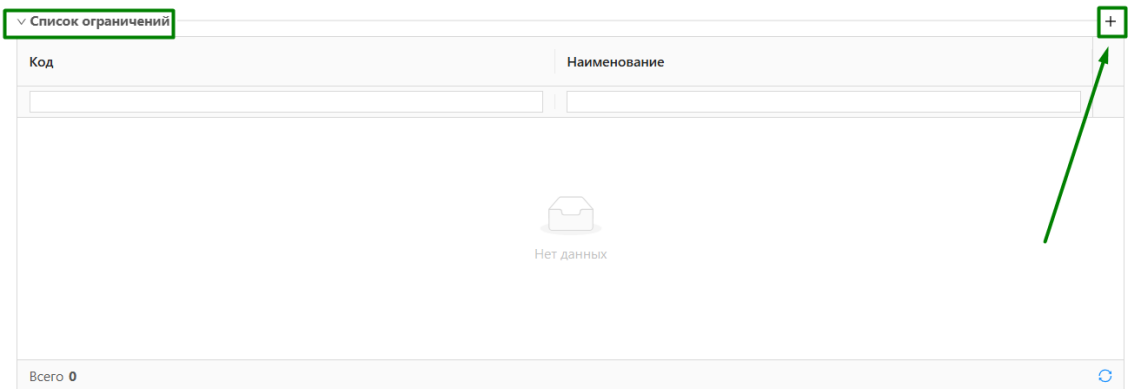 Список ограничений
Код Наименование
Нет данных
Всего 0